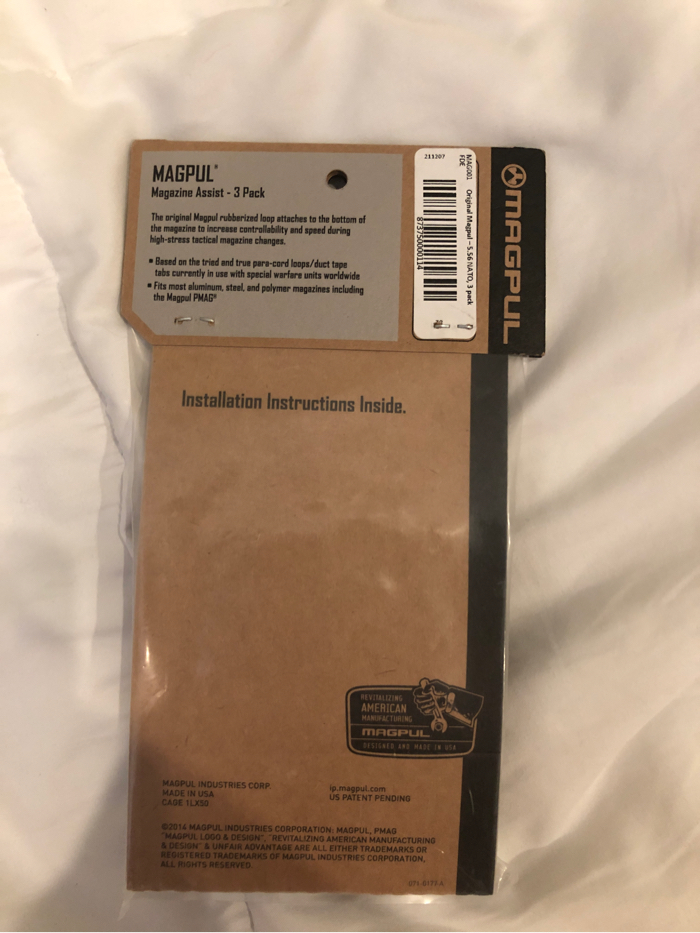 MAGPUL®
Magazine Assist - 3 Pack
The original Magpul rubberized loop attaches to the bottom of
the magazine to increase controllability and speed during
high-stress tactical magazine changes.
▪ Based on the tried and true para-cord loops/duct tape
tabs currently in use with special warfare units worldwide
▪ Fits most aluminum, steel, and polymer magazines including
the Magpul PMAG®
211207
MAG001 Original Magpul – 5.56 NATO, 3 pack
FDE
873750000114
MAGPUL
Installation Instructions Inside.
REVITALIZING
AMERICAN
MANUFACTURING
MAGPUL
DESIGNED AND MADE IN USA
MAGPUL INDUSTRIES CORP.
MADE IN USA
CAGE 1LX50
ip.magpul.com
US PATENT PENDING
©2014 MAGPUL INDUSTRIES CORPORATION; MAGPUL, PMAG
"MAGPUL LOGO & DESIGN", "REVITALIZING AMERICAN MANUFACTURING
& DESIGN" & UNFAIR ADVANTAGE ARE ALL EITHER TRADEMARKS OR
REGISTERED TRADEMARKS OF MAGPUL INDUSTRIES CORPORATION,
ALL RIGHTS RESERVED.